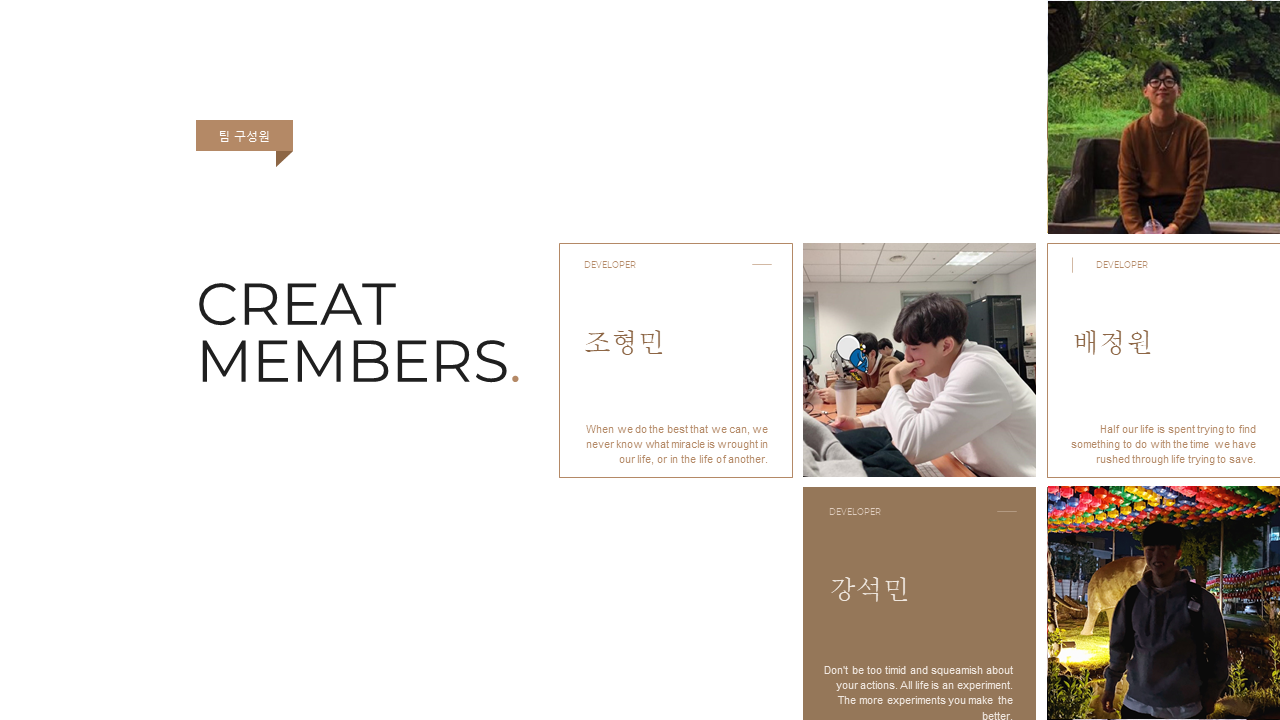 팀 구성원
CREAT
MEMBERS.
DEVELOPER
조형민
When we do the best that we can, we
never know what miracle is wrought in
our life, or in the life of another.
DEVELOPER
배정원
Half our life is spent trying to find
something to do with the time we have
rushed through life trying to save.
DEVELOPER
강석민
Don't be too timid and squeamish about
your actions. All life is an experiment.
The more experiments you make the
better.